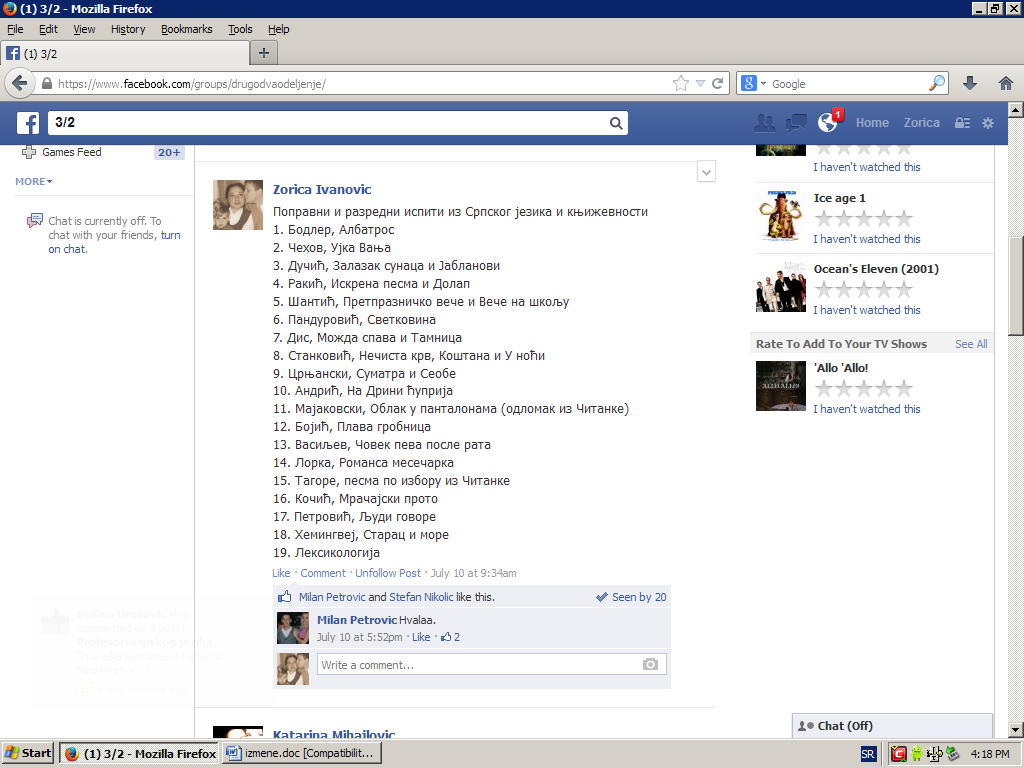 (1) 3/2 - Mozilla Firefox
File Edit View History Bookmarks Tools Help
(1) 3/2
https://www.facebook.com/groups/drugodvaodeljenje/
Google
3/2
1
Home Zorica
Games Feed 20+
MORE
Chat is currently off. To
chat with your friends, turn
on chat.
Zorica Ivanovic
Поправни и разредни испити из Српског језика и књижевности
1. Бодлер, Албатрос
2. Чехов, Ујка Вања
3. Дучић, Залазак сунаца и Јабланови
4. Ракић, Искрена песма и Долап
5. Шантић, Претпразничко вече и Вече на шкољу
6. Пандуровић, Светковина
7. Дис, Можда спава и Тамница
8. Станковић, Нечиста крв, Коштана и У ноћи
9. Црњански, Суматра и Сеобе
10. Андрић, На Дрини ћуприја
11. Мајаковски, Облак у панталонама (одломак из Читанке)
12. Бојић, Плава гробница
13. Васиљев, Човек пева после рата
14. Лорка, Романса месечарка
15. Тагоре, песма по избору из Читанке
16. Кочић, Мрачајски прото
17. Петровић, Људи говоре
18. Хемингвеј, Старац и море
19. Лексикологија
Like · Comment · Unfollow Post · July 10 at 9:34am
Milan Petrovic and Stefan Nikolic like this.
Seen by 20
Milan Petrovic Hvalaa.
July 10 at 5:52pm · Like · 2
Write a comment...
Katarina Mihailovic
I haven't watched this
Ice age 1
I haven't watched this
Ocean's Eleven (2001)
I haven't watched this
Rate To Add To Your TV Shows See All
'Allo 'Allo!
I haven't watched this
Chat (Off)
Start
(1) 3/2 - Mozilla Firefox
izmene.doc [Compatibilit...
SR
4:18 PM